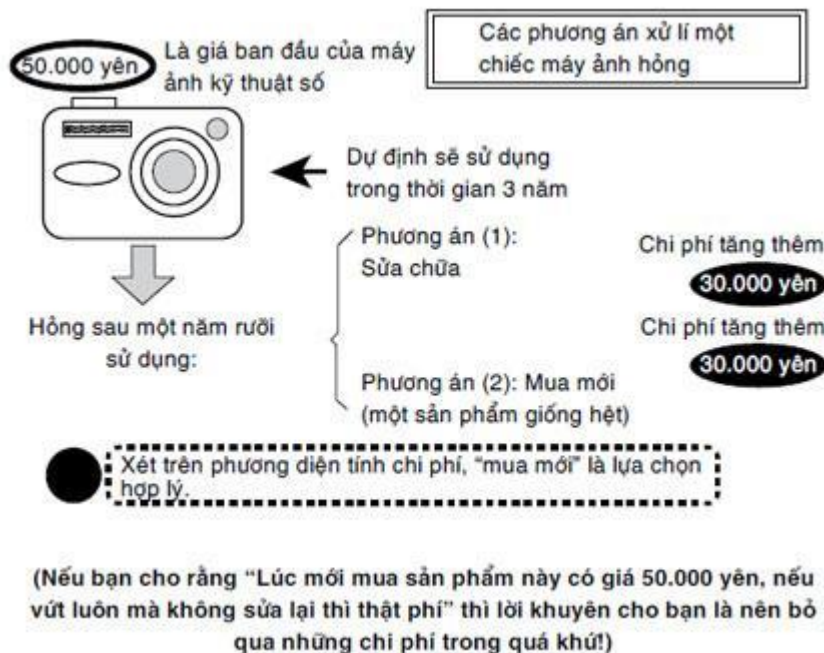 50.000 yên
Là giá ban đầu của máy
ảnh kỹ thuật số
Các phương án xử lí một
chiếc máy ảnh hỏng
Dự định sẽ sử dụng
trong thời gian 3 năm
Hỏng sau một năm rưỡi
sử dụng:
Phương án (1):
Sửa chữa
Chi phí tăng thêm
30.000 yên
Phương án (2): Mua mới
(một sản phẩm giống hệt)
Chi phí tăng thêm
30.000 yên
Xét trên phương diện tính chi phí, “mua mới” là lựa chọn
hợp lý.
(Nếu bạn cho rằng “Lúc mới mua sản phẩm này có giá 50.000 yên, nếu
vứt luôn mà không sửa lại thì thật phí” thì lời khuyên cho bạn là nên bỏ
qua những chi phí trong quá khứ!)